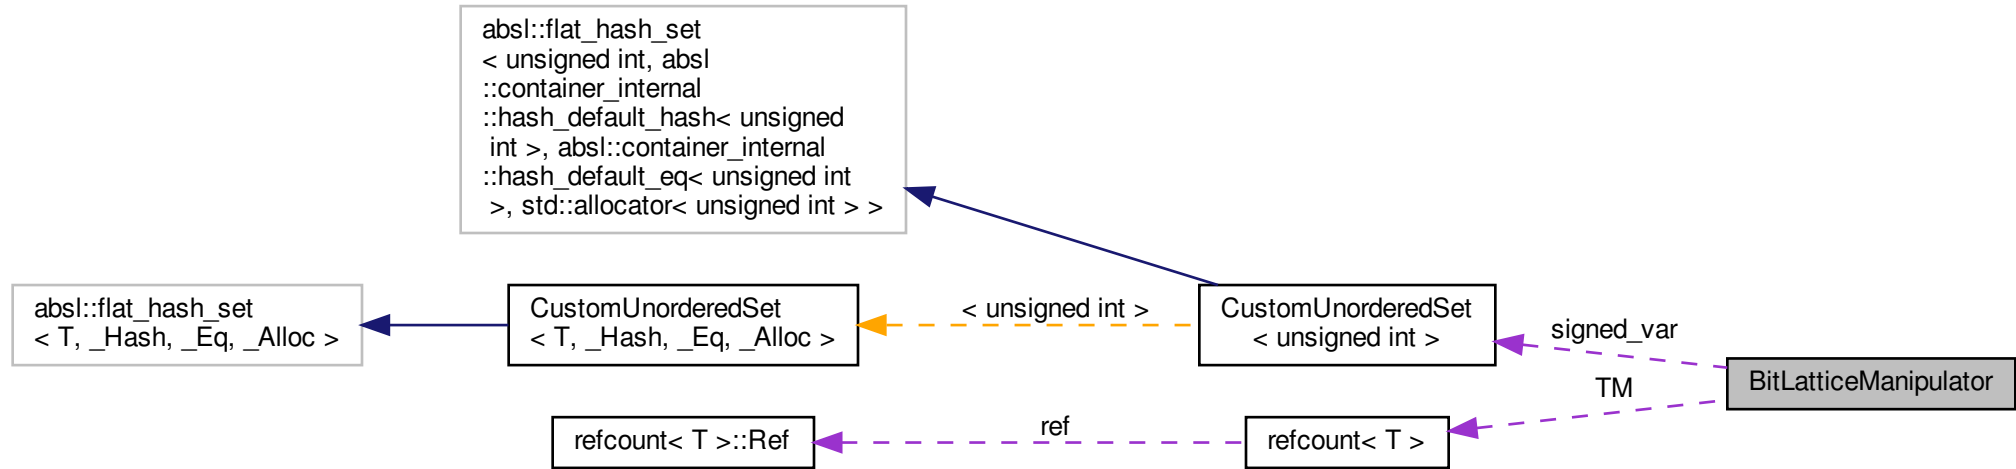 absl::flat_hash_set
< unsigned int, absl
::container_internal
::hash_default_hash< unsigned
int >, absl::container_internal
::hash_default_eq< unsigned int
>, std::allocator< unsigned int > >
absl::flat_hash_set
< T, _Hash, _Eq, _Alloc >
CustomUnorderedSet
< T, _Hash, _Eq, _Alloc >
< unsigned int >
CustomUnorderedSet
< unsigned int >
signed_var
BitLatticeManipulator
TM
refcount< T >::Ref
ref
refcount< T >